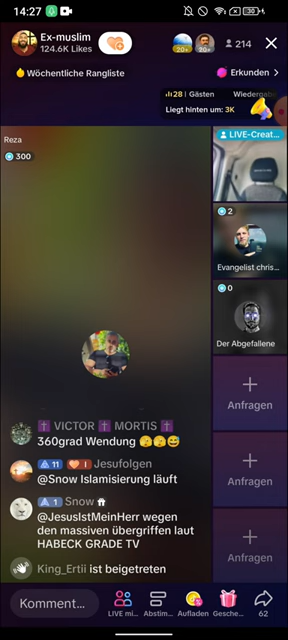 14:27
30
Ex-muslim
124.6K Likes
20+
20+
214
Wöchentliche Rangliste
Erkunden >
28 | Gästen
Wiedergabe
Liegt hinten um: 3K
Reza
300
LIVE-Creat...
2
Evangelist chris...
0
Der Abgefallene
Anfragen
Anfragen
Anfragen
VICTOR MORTIS
360grad Wendung 🫣🫣😅
11 1 Jesufolgen
@Snow Islamisierung läuft
1 Snow
@JesusIstMeinHerr wegen
den massiven übergriffen laut
HABECK GRADE TV
King_Ertii ist beigetreten
Komment...
LIVE mi...
Abstim...
Aufladen
Gesche...
62